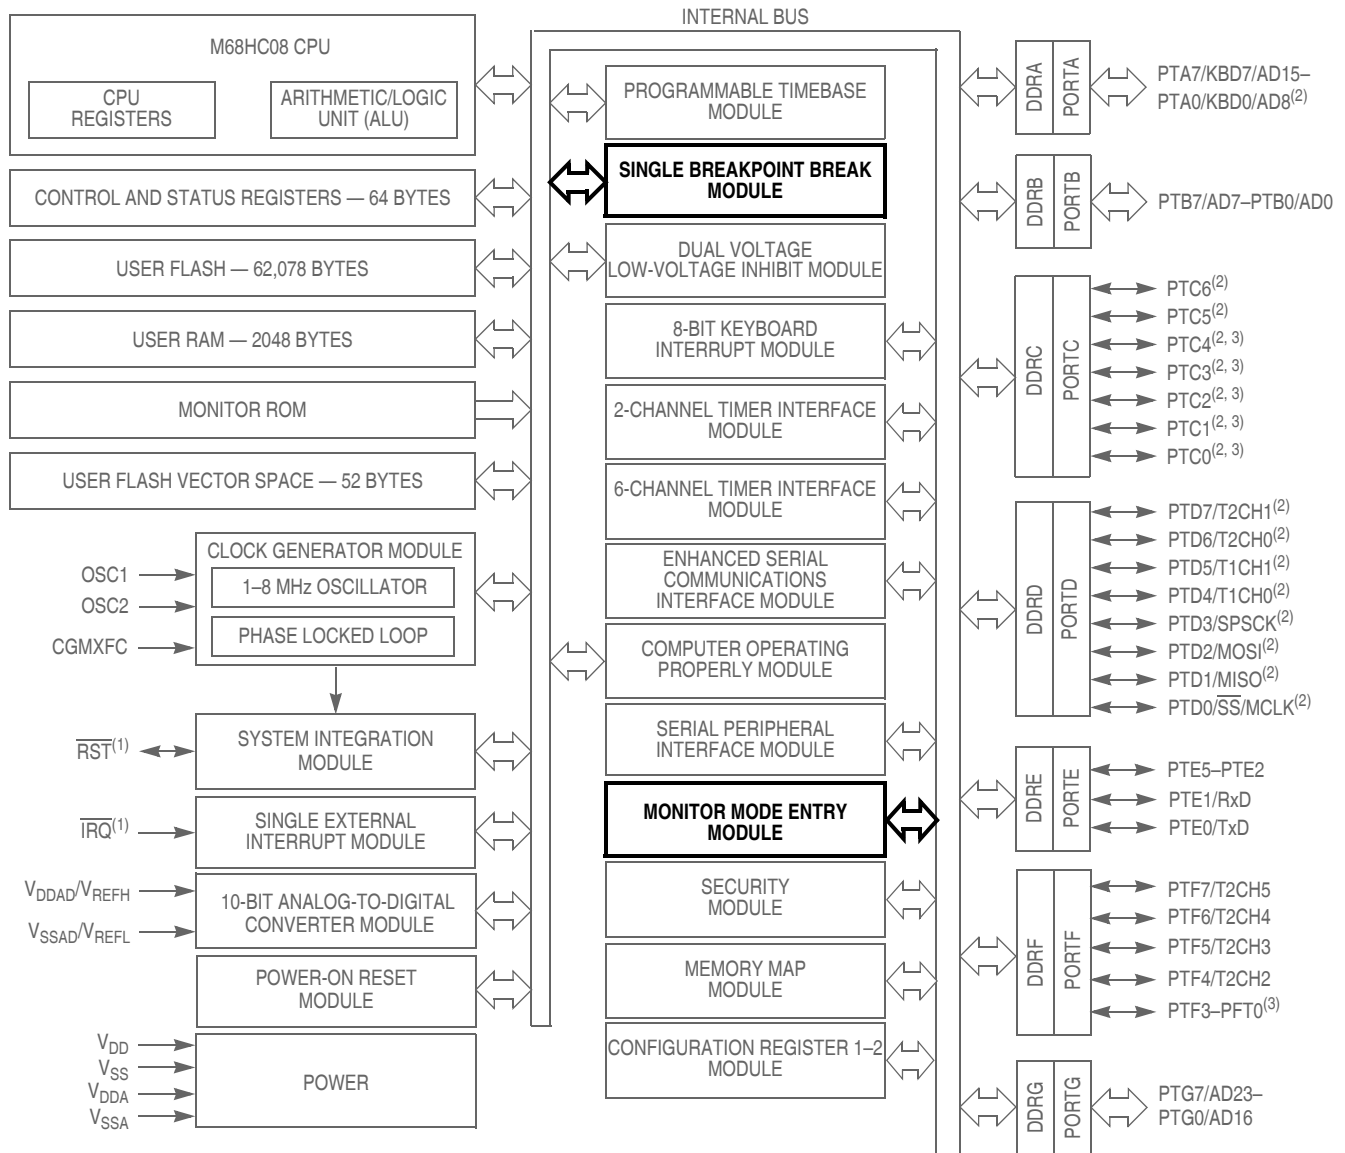 INTERNAL BUS
M68HC08 CPU
CPU
REGISTERS
ARITHMETIC/LOGIC
UNIT (ALU)
CONTROL AND STATUS REGISTERS — 64 BYTES
USER FLASH — 62,078 BYTES
USER RAM — 2048 BYTES
MONITOR ROM
USER FLASH VECTOR SPACE — 52 BYTES
CLOCK GENERATOR MODULE
1–8 MHz OSCILLATOR
PHASE LOCKED LOOP
OSC1
OSC2
CGMXFC
SYSTEM INTEGRATION
MODULE
RST(1)
SINGLE EXTERNAL
INTERRUPT MODULE
IRQ(1)
10-BIT ANALOG-TO-DIGITAL
CONVERTER MODULE
VDDAD/VREFH
VSSAD/VREFL
POWER-ON RESET
MODULE
POWER
VDD
VSS
VDDA
VSSA
PROGRAMMABLE TIMEBASE
MODULE
SINGLE BREAKPOINT BREAK
MODULE
DUAL VOLTAGE
LOW-VOLTAGE INHIBIT MODULE
8-BIT KEYBOARD
INTERRUPT MODULE
2-CHANNEL TIMER INTERFACE
MODULE
6-CHANNEL TIMER INTERFACE
MODULE
ENHANCED SERIAL
COMMUNICATIONS
INTERFACE MODULE
COMPUTER OPERATING
PROPERLY MODULE
SERIAL PERIPHERAL
INTERFACE MODULE
MONITOR MODE ENTRY
MODULE
SECURITY
MODULE
MEMORY MAP
MODULE
CONFIGURATION REGISTER 1–2
MODULE
DDRA
PORTA
PTA7/KBD7/AD15–
PTA0/KBD0/AD8(2)
DDRB
PORTB
PTB7/AD7–PTB0/AD0
DDRC
PORTC
PTC6(2)
PTC5(2)
PTC4(2, 3)
PTC3(2, 3)
PTC2(2, 3)
PTC1(2, 3)
PTC0(2, 3)
DDRD
PORTD
PTD7/T2CH1(2)
PTD6/T2CH0(2)
PTD5/T1CH1(2)
PTD4/T1CH0(2)
PTD3/SPSCK(2)
PTD2/MOSI(2)
PTD1/MISO(2)
PTD0/SS/MCLK(2)
DDRE
PORTE
PTE5–PTE2
PTE1/RxD
PTE0/TxD
DDRF
PORTF
PTF7/T2CH5
PTF6/T2CH4
PTF5/T2CH3
PTF4/T2CH2
PTF3–PFT0(3)
DDRG
PORTG
PTG7/AD23–
PTG0/AD16